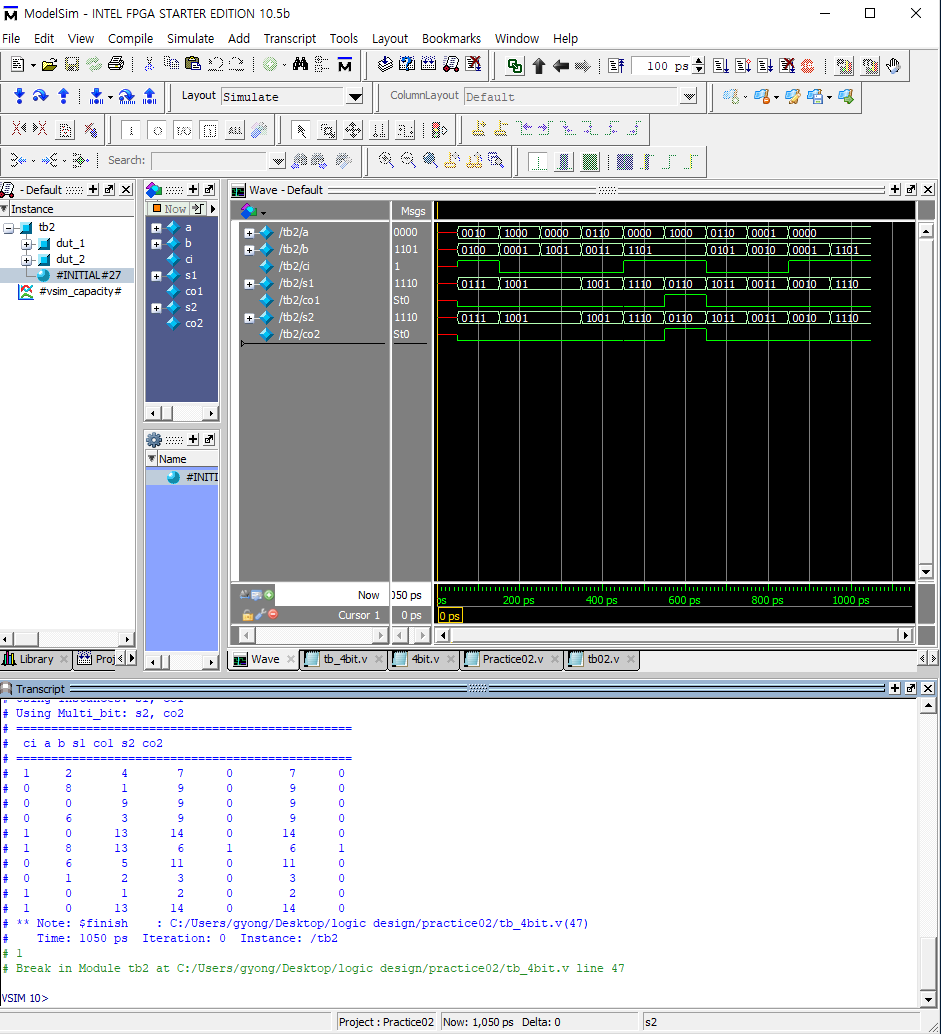 ModelSim - INTEL FPGA STARTER EDITION 10.5b
File Edit View Compile Simulate Add Transcript Tools Layout Bookmarks Window Help
100 ps
Layout Simulate ColumnLayout Default
ALL
Search:
- Default
Instance
tb2
dut_1
dut_2
#INITIAL#27
#vsim_capacity#
Now
a
b
ci
s1
co1
s2
co2
Name
#INITI
Wave - Default
Msgs
/tb2/a 0000 0010 1000 0000 0110 0000 1000 0110 0001 0000
/tb2/b 1101 0100 0001 1001 0011 1101 0101 0010 0001 1101
/tb2/ci 1
/tb2/s1 1110 0111 1001 1001 1110 0110 1011 0011 0010 1110
/tb2/co1 St0
/tb2/s2 1110 0111 1001 1001 1110 0110 1011 0011 0010 1110
/tb2/co2 St0
Now 050 ps ps 200 ps 400 ps 600 ps 800 ps 1000 ps
Cursor 1 0 ps 0 ps
Library Proj
Wave tb_4bit.v 4bit.v Practice02.v tb02.v
Transcript
# Using Multi_bit: s2, co2
# ================================================
# ci a b s1 co1 s2 co2
# ================================================
# 1 2 4 7 0 7 0
# 0 8 1 9 0 9 0
# 0 0 9 9 0 9 0
# 0 6 3 9 0 9 0
# 1 0 13 14 0 14 0
# 1 8 13 6 1 6 1
# 0 6 5 11 0 11 0
# 0 1 2 3 0 3 0
# 1 0 1 2 0 2 0
# 1 0 13 14 0 14 0
# ** Note: $finish : C:/Users/gyong/Desktop/logic design/practice02/tb_4bit.v(47)
# Time: 1050 ps Iteration: 0 Instance: /tb2
# 1
# Break in Module tb2 at C:/Users/gyong/Desktop/logic design/practice02/tb_4bit.v line 47
VSIM 10>
Project : Practice02 Now: 1,050 ps Delta: 0 s2